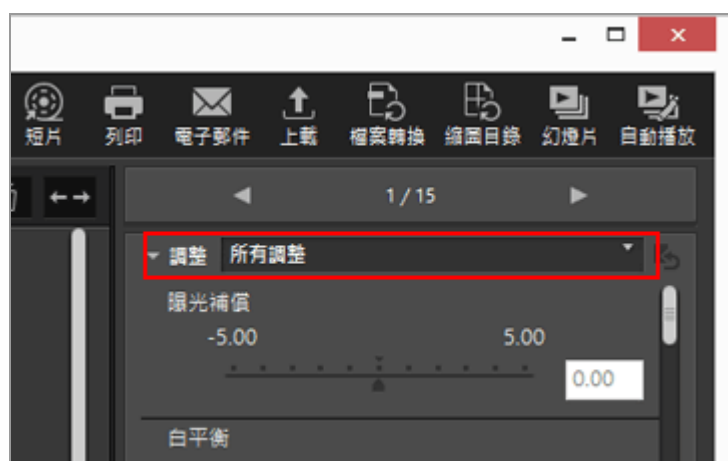 短片 列印 電子郵件 上載 檔案轉換 縮圖目錄 幻燈片 自動播放
1 / 15
調整 所有調整
曝光補償
-5.00 5.00
0.00
白平衡